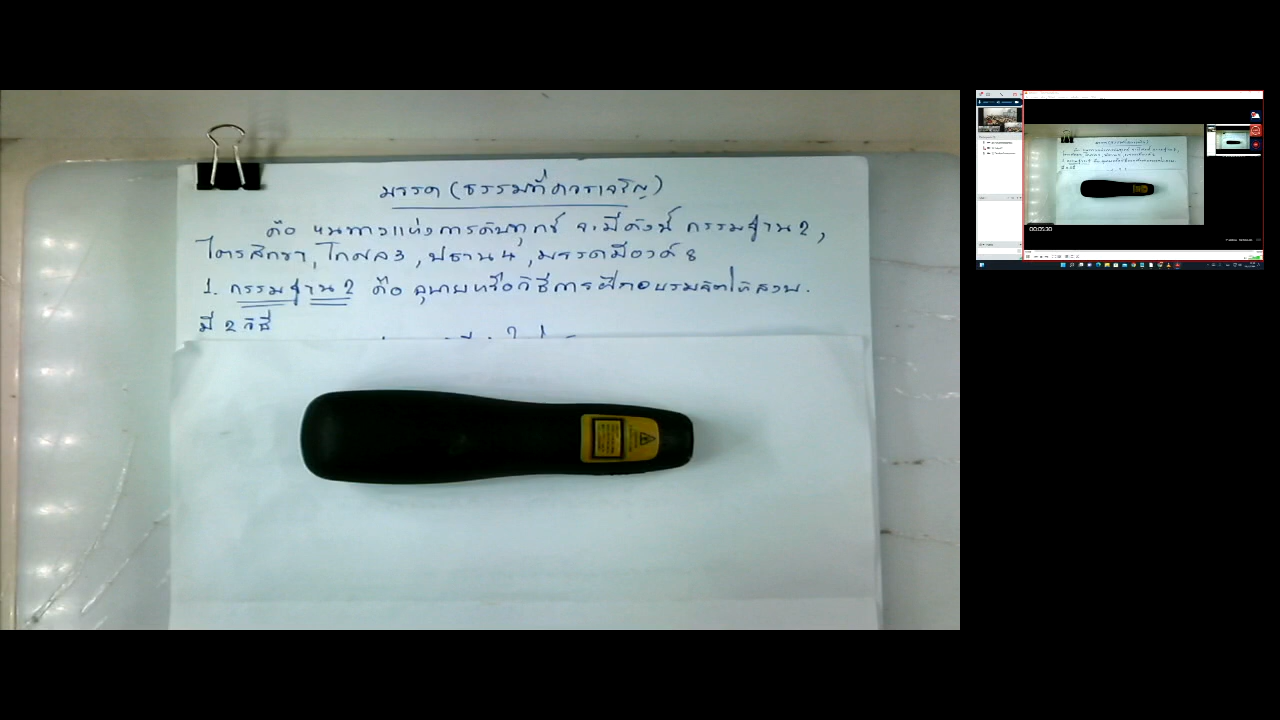 มรรค (ธรรมที่ควรเจริญ)
คือ หนทางแห่งการดับทุกข์ จะมีดังนี้ กรรมฐาน 2,
ไตรสิกขา, โกศล 3, ปธาน 4, มรรคมีองค์ 8
1. กรรมฐาน 2 คือ อุบายหรือวิธีการฝึกอบรมจิตให้สงบ.
มี 2 วิธี
00:05:30